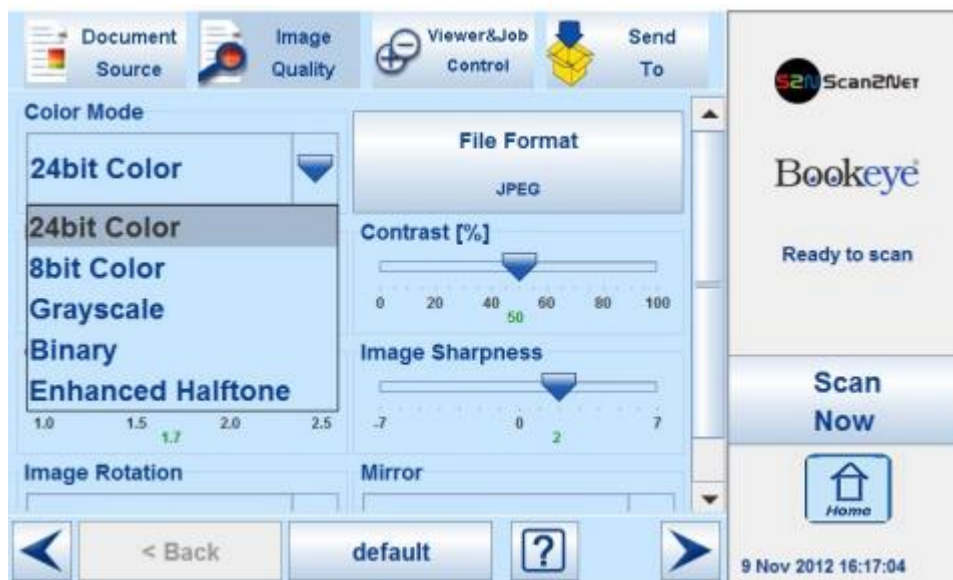 Document
Source
Image
Quality
Viewer&Job
Control
Send
To
Color Mode
24bit Color
24bit Color
8bit Color
Grayscale
Binary
Enhanced Halftone
1.0 1.5 2.0 2.5
1.7
File Format
JPEG
Contrast [%]
0 20 40 60 80 100
50
Image Sharpness
-7 0 7
2
Image Rotation
Mirror
< Back
default
?
S2N Scan2Net
Bookeye
Ready to scan
Scan
Now
Home
9 Nov 2012 16:17:04